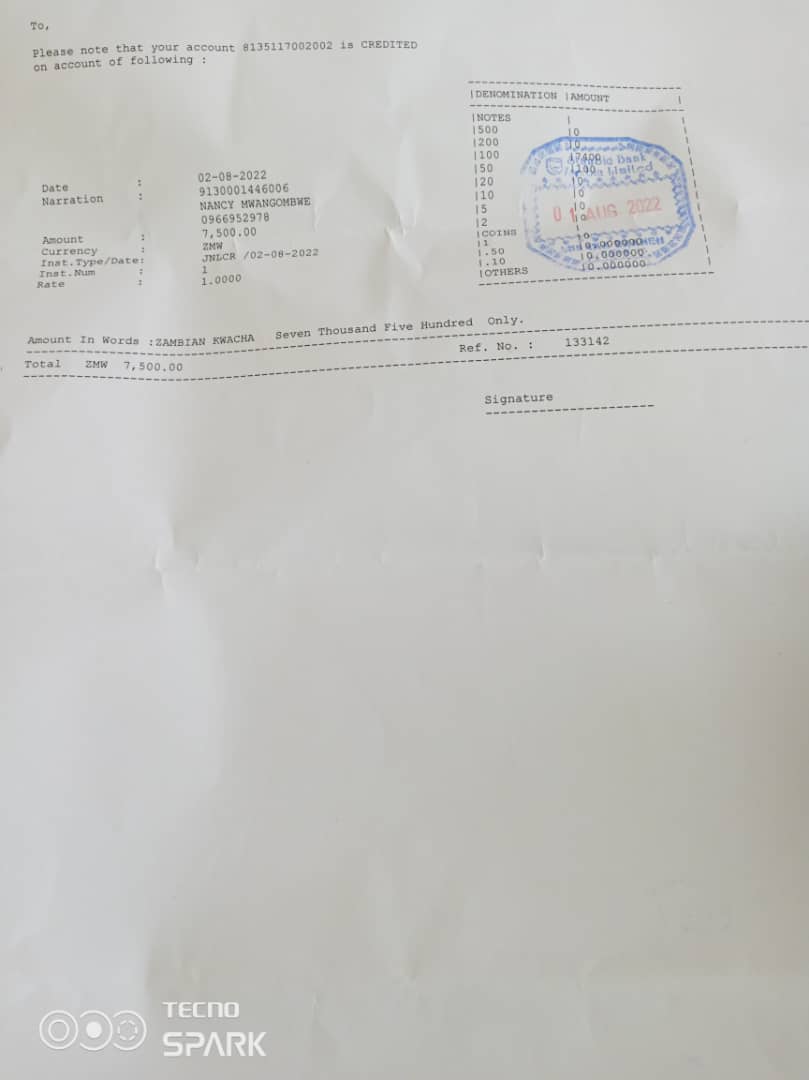 To,
Please note that your account 8135117002002 is CREDITED
on account of following :
|DENOMINATION |AMOUNT |
|NOTES | |
|500 |0 |
|200 |0
|100 |7400
|50 |100
|20 |0
|10 |0
|5 |0
|2 |0
|COINS
|1 |0
|.50 |0.000000
|.10 |0.000000
|OTHERS |0.000000
Bank
Limited
01 AUG 2022
Date : 02-08-2022
Narration : 9130001446006
NANCY MWANGOMBWE
0966952978
Amount : 7,500.00
Currency : ZMW
Inst.Type/Date: JNLCR /02-08-2022
Inst.Num : 1
Rate : 1.0000
Amount In Words :ZAMBIAN KWACHA Seven Thousand Five Hundred Only.
Total ZMW 7,500.00 Ref. No. : 133142
Signature
TECNO
SPARK